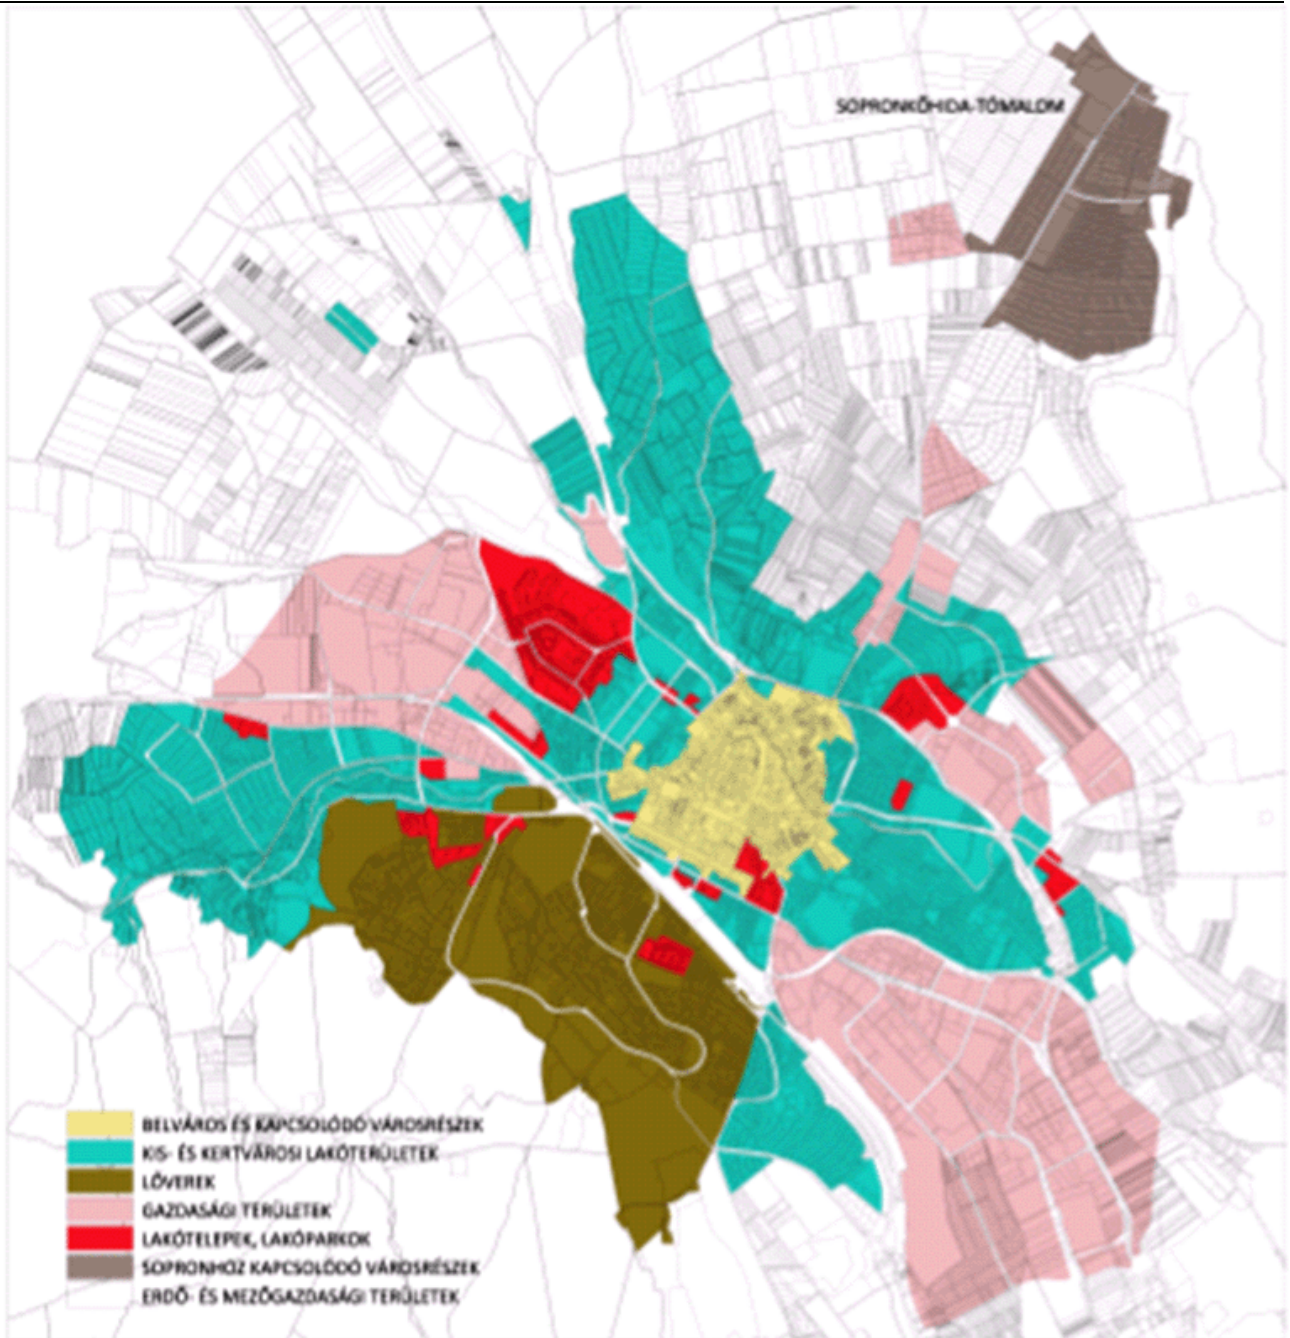 SOPRONKŐHIDA-TÓMALOM
BELVÁROS ÉS KAPCSOLÓDÓ VÁROSRÉSZEK
KIS- ÉS KERTVÁROSI LAKÓTERÜLETEK
LŐVEREK
GAZDASÁGI TERÜLETEK
LAKÓTELEPEK, LAKÓPARKOK
SOPRONHOZ KAPCSOLÓDÓ VÁROSRÉSZEK
ERDŐ- ÉS MEZŐGAZDASÁGI TERÜLETEK